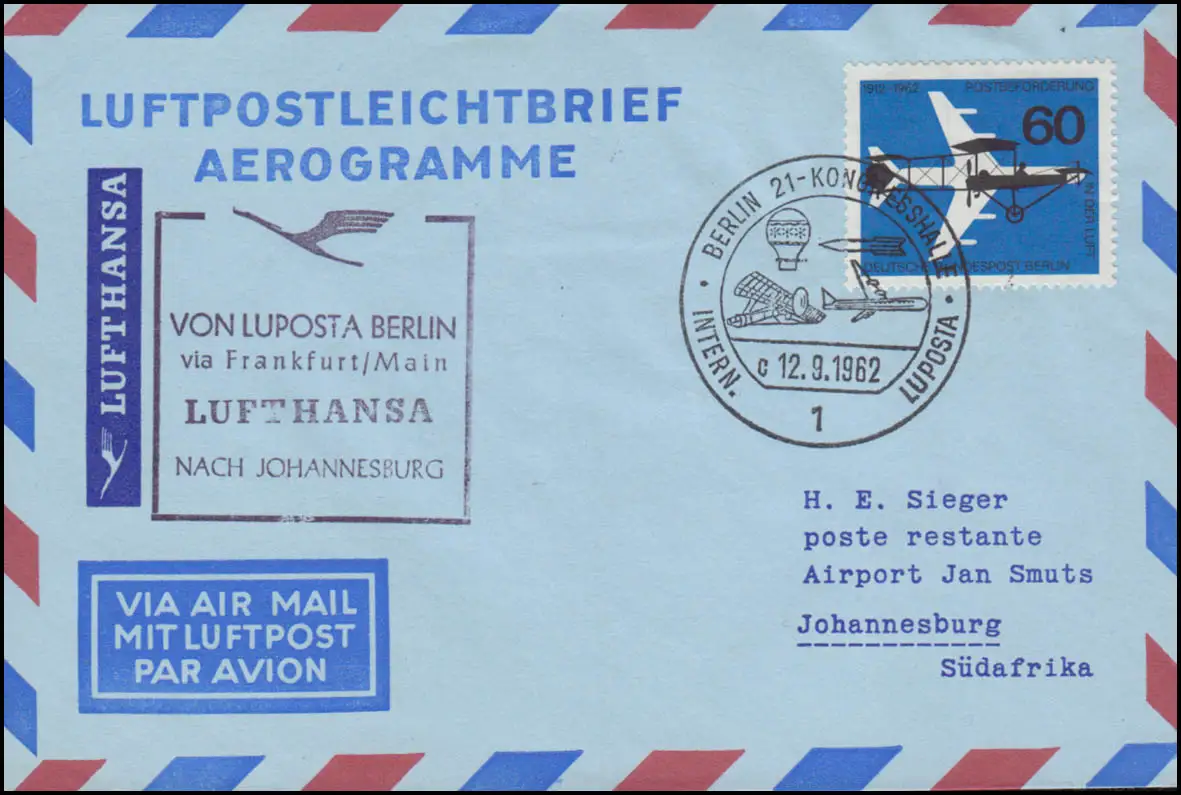 LUFTPOSTLEICHTBRIEF
AEROGRAMME
1912-1962 POSTBEFÖRDERUNG
IN DER LUFT
60
DEUTSCHE BUNDESPOST BERLIN
BERLIN 21-KONGRESSHALLE
INTERN. LUPOSTA
c 12.9.1962
1
LUFTHANSA
VON LUPOSTA BERLIN
via Frankfurt/Main
LUFTHANSA
NACH JOHANNESBURG
H. E. Sieger
poste restante
Airport Jan Smuts
Johannesburg
Südafrika
VIA AIR MAIL
MIT LUFTPOST
PAR AVION